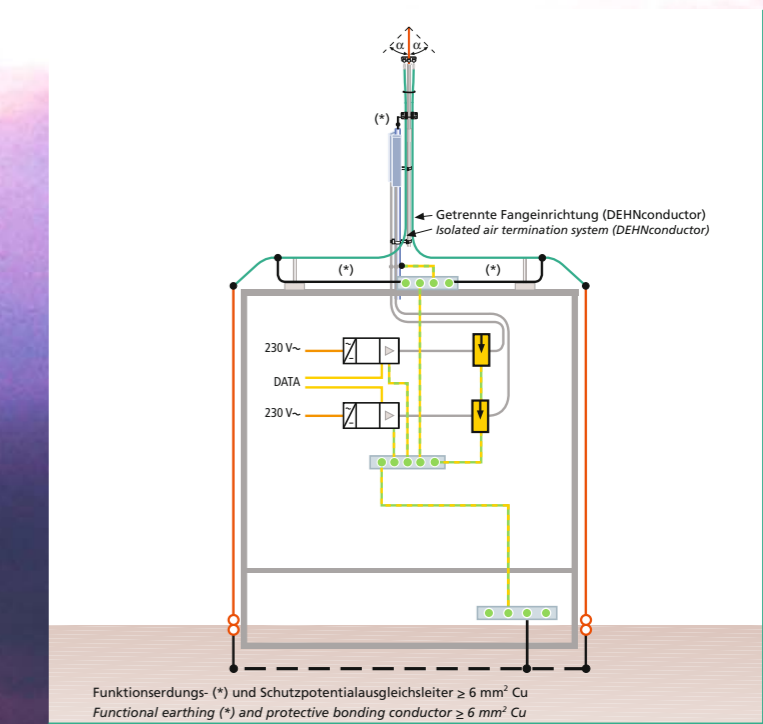 α α
(*)
Getrennte Fangeinrichtung (DEHNconductor)
Isolated air termination system (DEHNconductor)
(*) (*)
230 V~
DATA
230 V~
Funktionserdungs- (*) und Schutzpotentialausgleichsleiter ≥ 6 mm² Cu
Functional earthing (*) and protective bonding conductor ≥ 6 mm² Cu